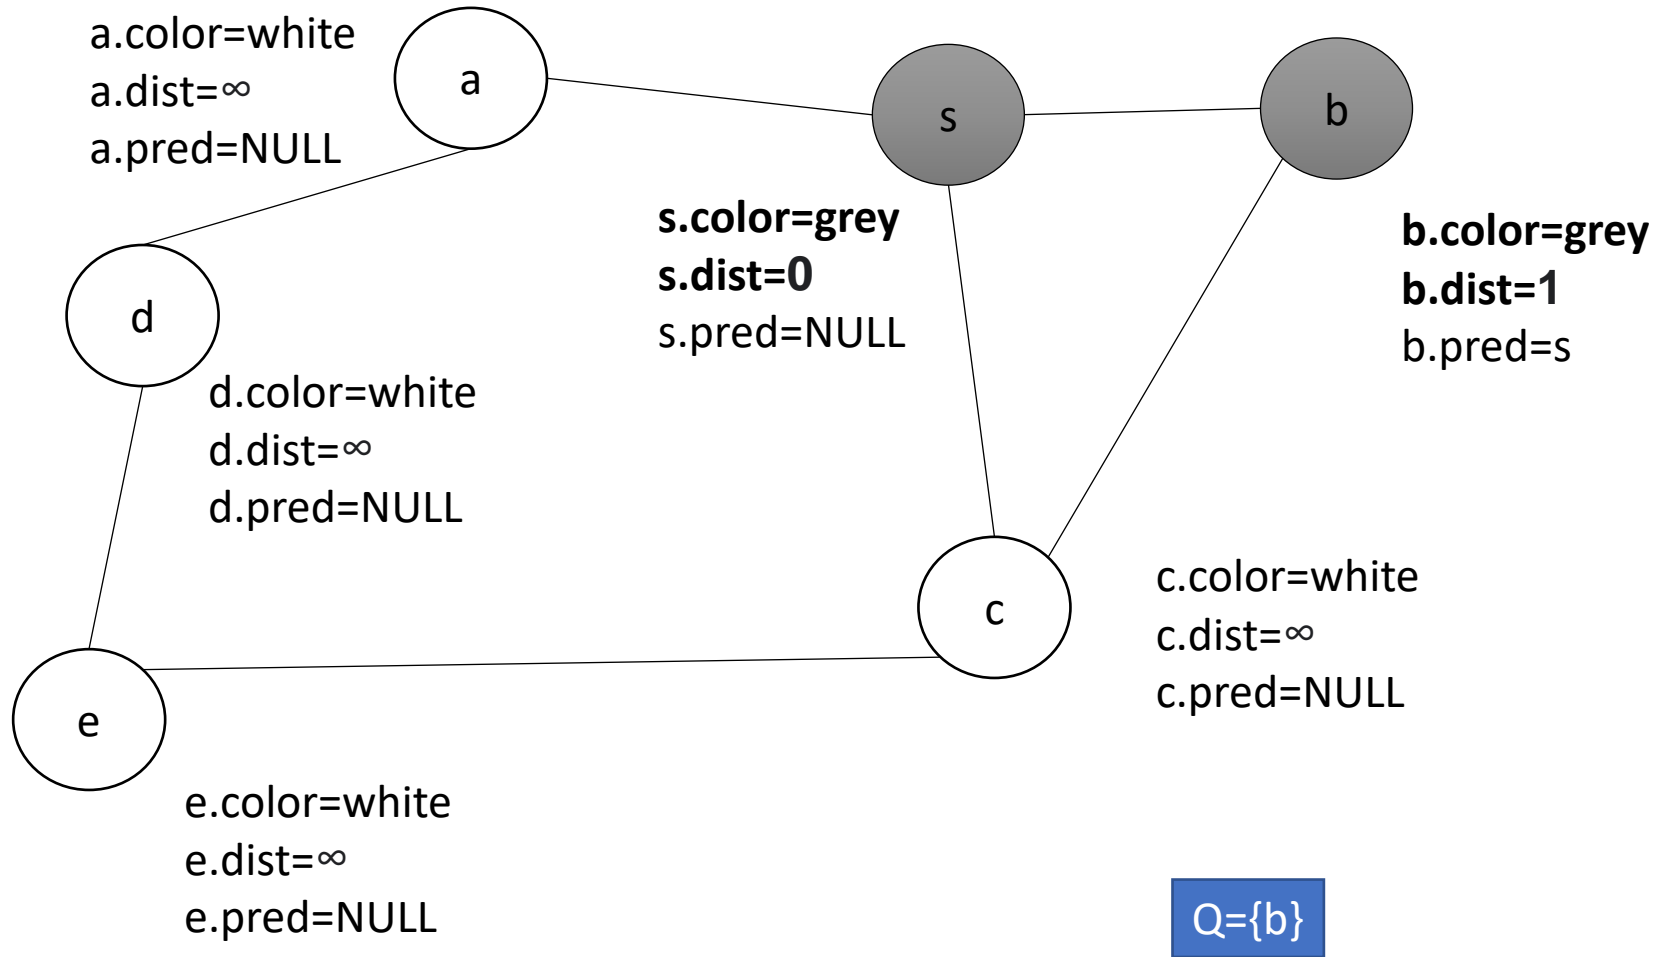 a.color=white
a.dist=∞
a.pred=NULL
a
s
b
s.color=grey
s.dist=0
s.pred=NULL
b.color=grey
b.dist=1
b.pred=s
d
d.color=white
d.dist=∞
d.pred=NULL
c
c.color=white
c.dist=∞
c.pred=NULL
e
e.color=white
e.dist=∞
e.pred=NULL
Q={b}